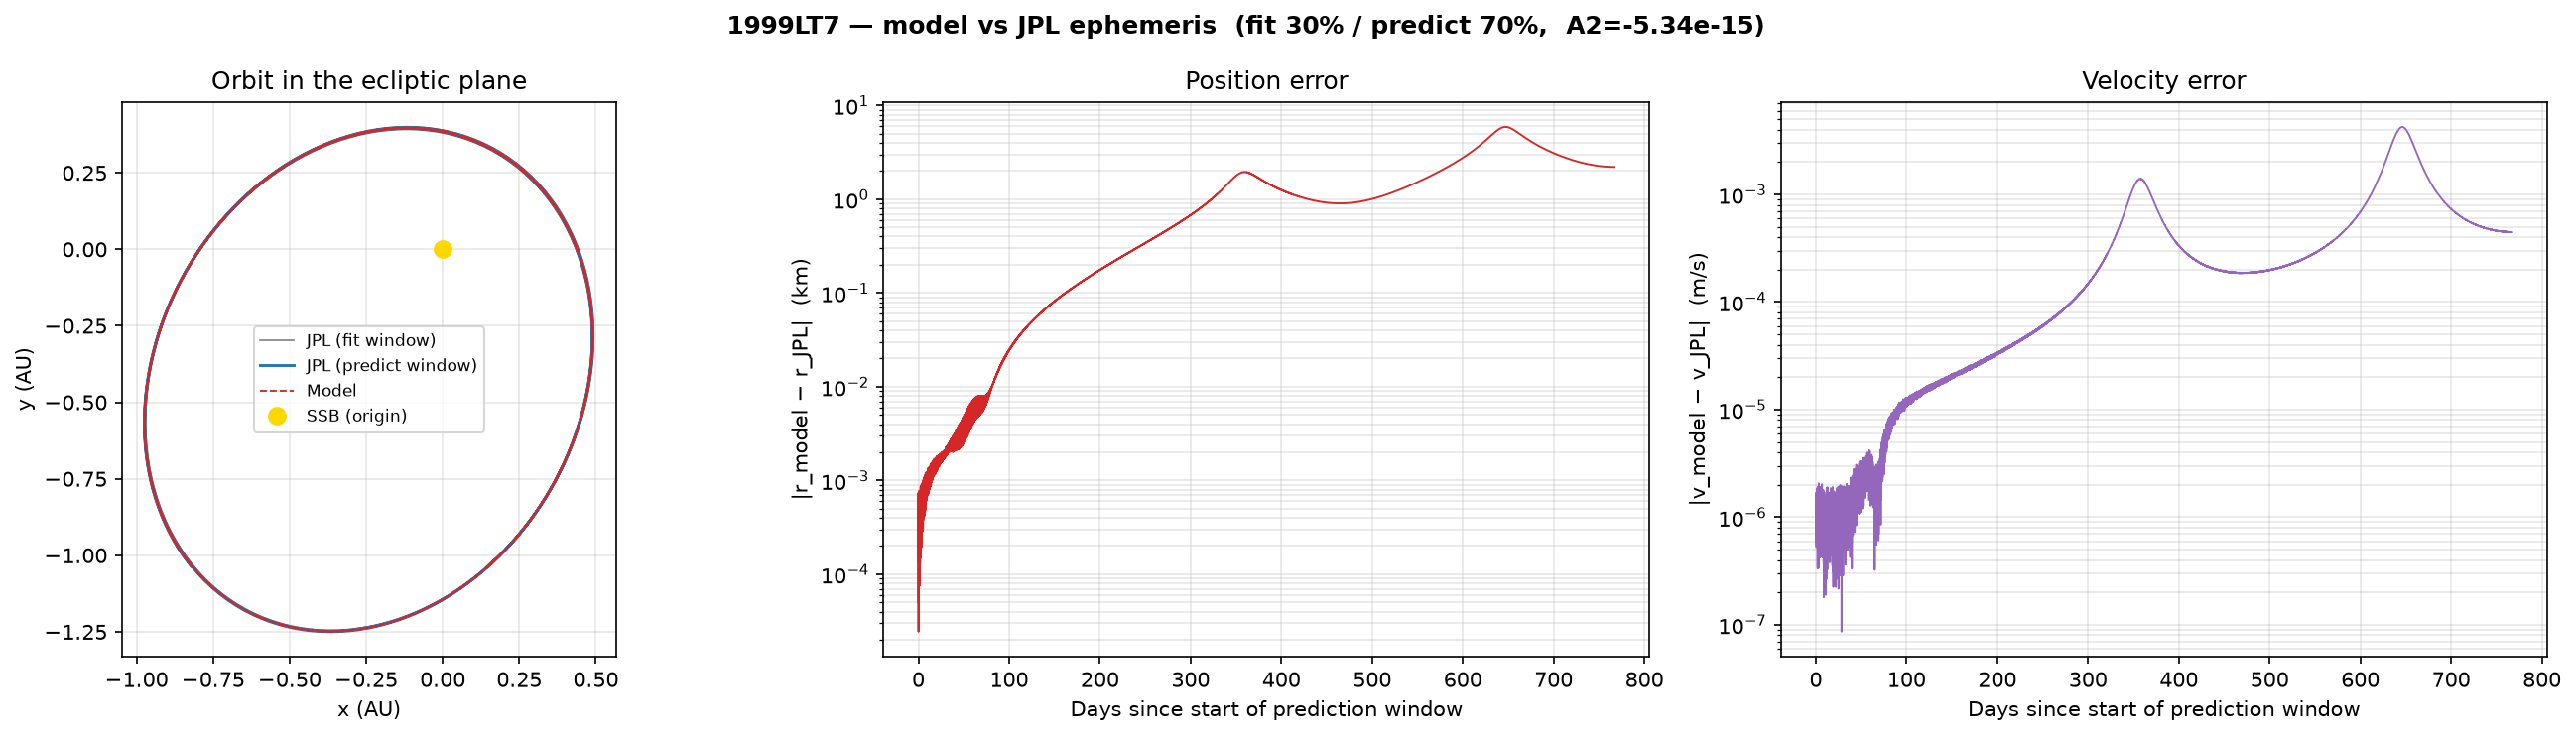 1999LT7 — model vs JPL ephemeris (fit 30% / predict 70%, A2=-5.34e-15)
Orbit in the ecliptic plane
y (AU)
0.25
0.00
−0.25
−0.50
−0.75
−1.00
−1.25
JPL (fit window)
JPL (predict window)
Model
SSB (origin)
−1.00 −0.75 −0.50 −0.25 0.00 0.25 0.50
x (AU)
Position error
|r_model − r_JPL| (km)
10¹
10⁰
10⁻¹
10⁻²
10⁻³
10⁻⁴
0 100 200 300 400 500 600 700 800
Days since start of prediction window
Velocity error
|v_model − v_JPL| (m/s)
10⁻³
10⁻⁴
10⁻⁵
10⁻⁶
10⁻⁷
0 100 200 300 400 500 600 700 800
Days since start of prediction window